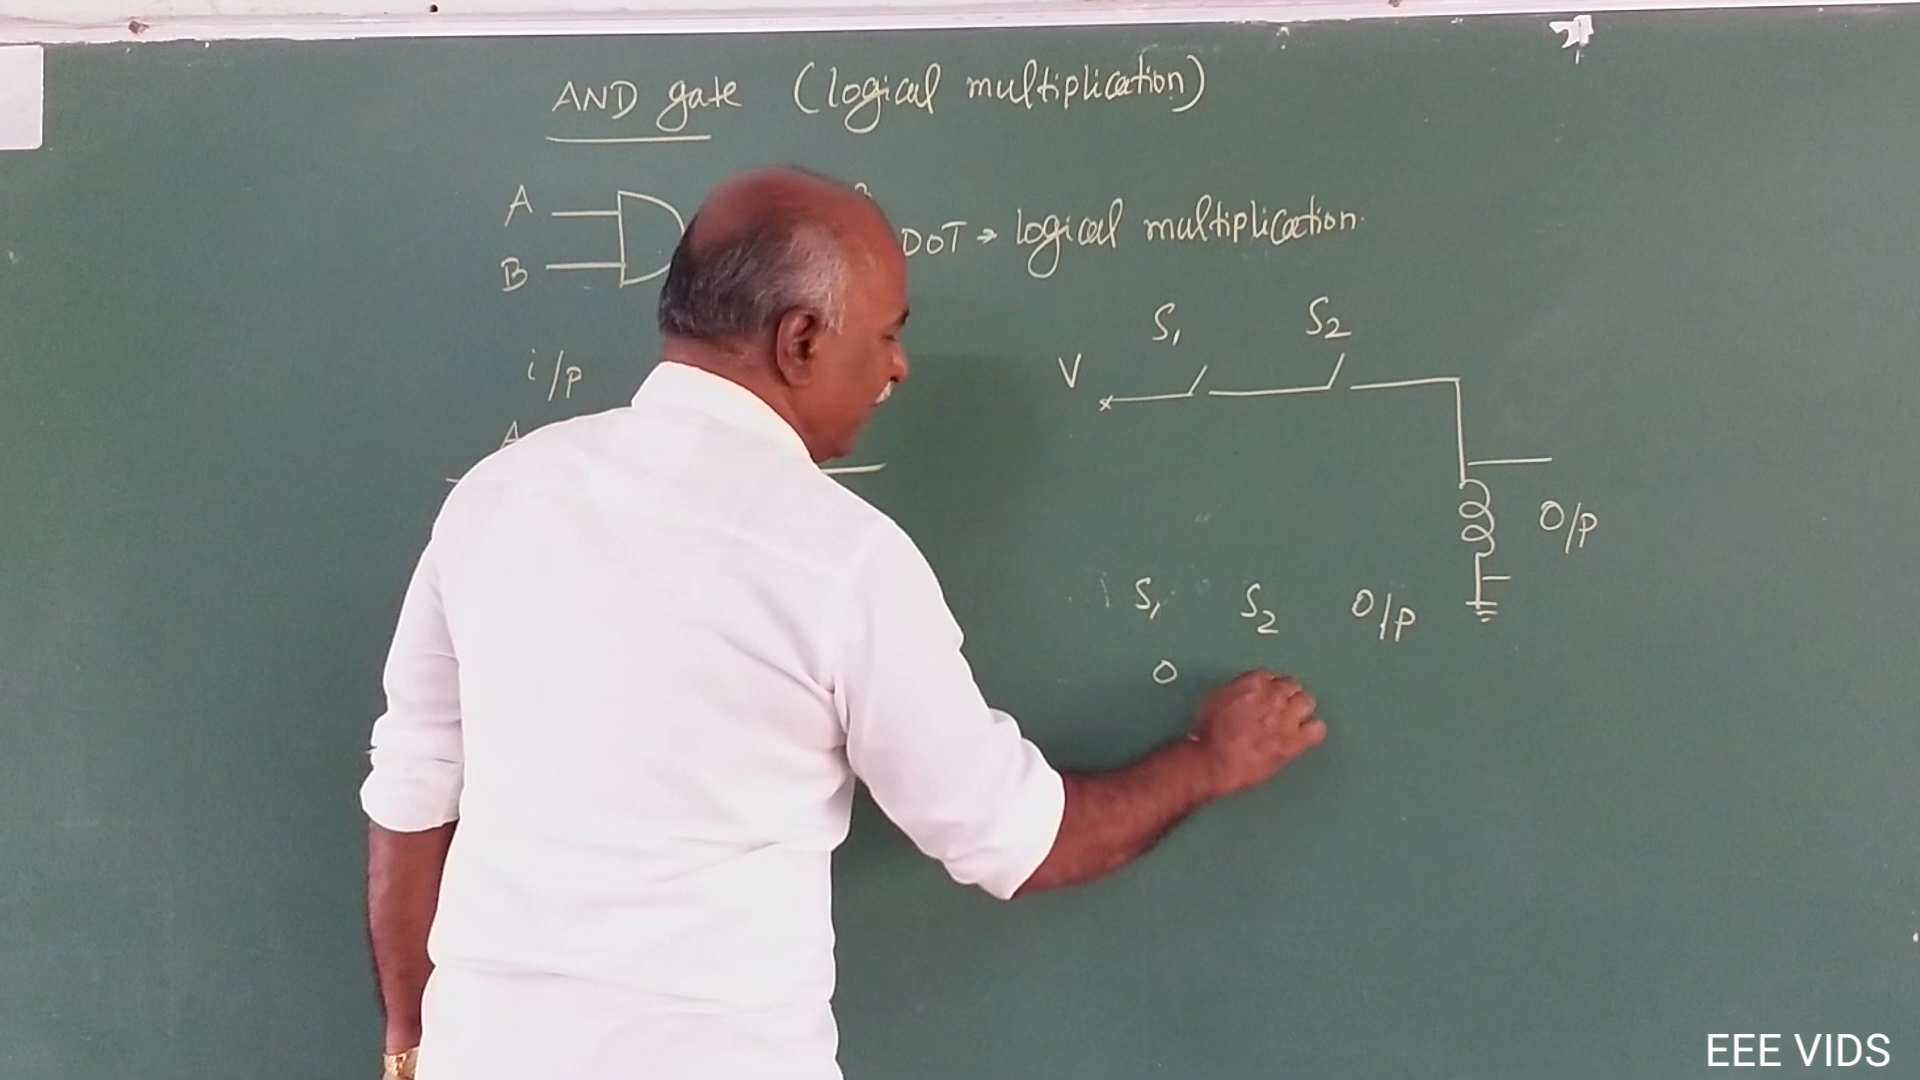 AND gate (logical multiplication)
A
B
DOT → logical multiplication.
S1 S2
V
i/p
A
O/P
S1 S2 O/P
0
EEE VIDS